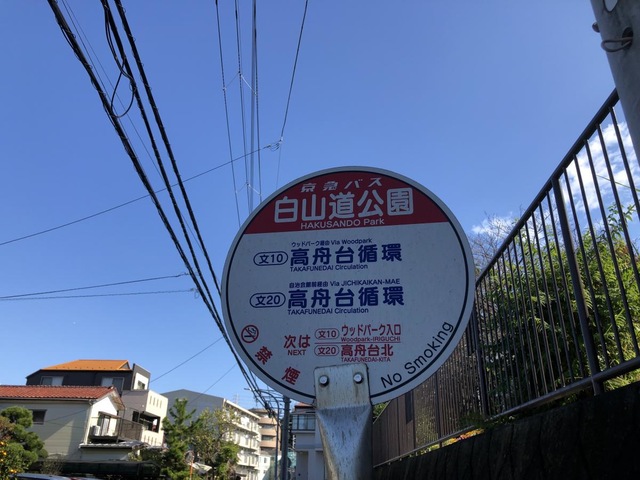 京急バス
白山道公園
HAKUSANDO Park
ウッドパーク経由 Via Woodpark
文10 高舟台循環
TAKAFUNEDAI Circulation
自治会館前経由 Via JICHIKAIKAN-MAE
文20 高舟台循環
TAKAFUNEDAI Circulation
次は
NEXT
文10 ウッドパーク入口
Woodpark-IRIGUCHI
文20 高舟台北
TAKAFUNEDAI-KITA
禁煙
No Smoking